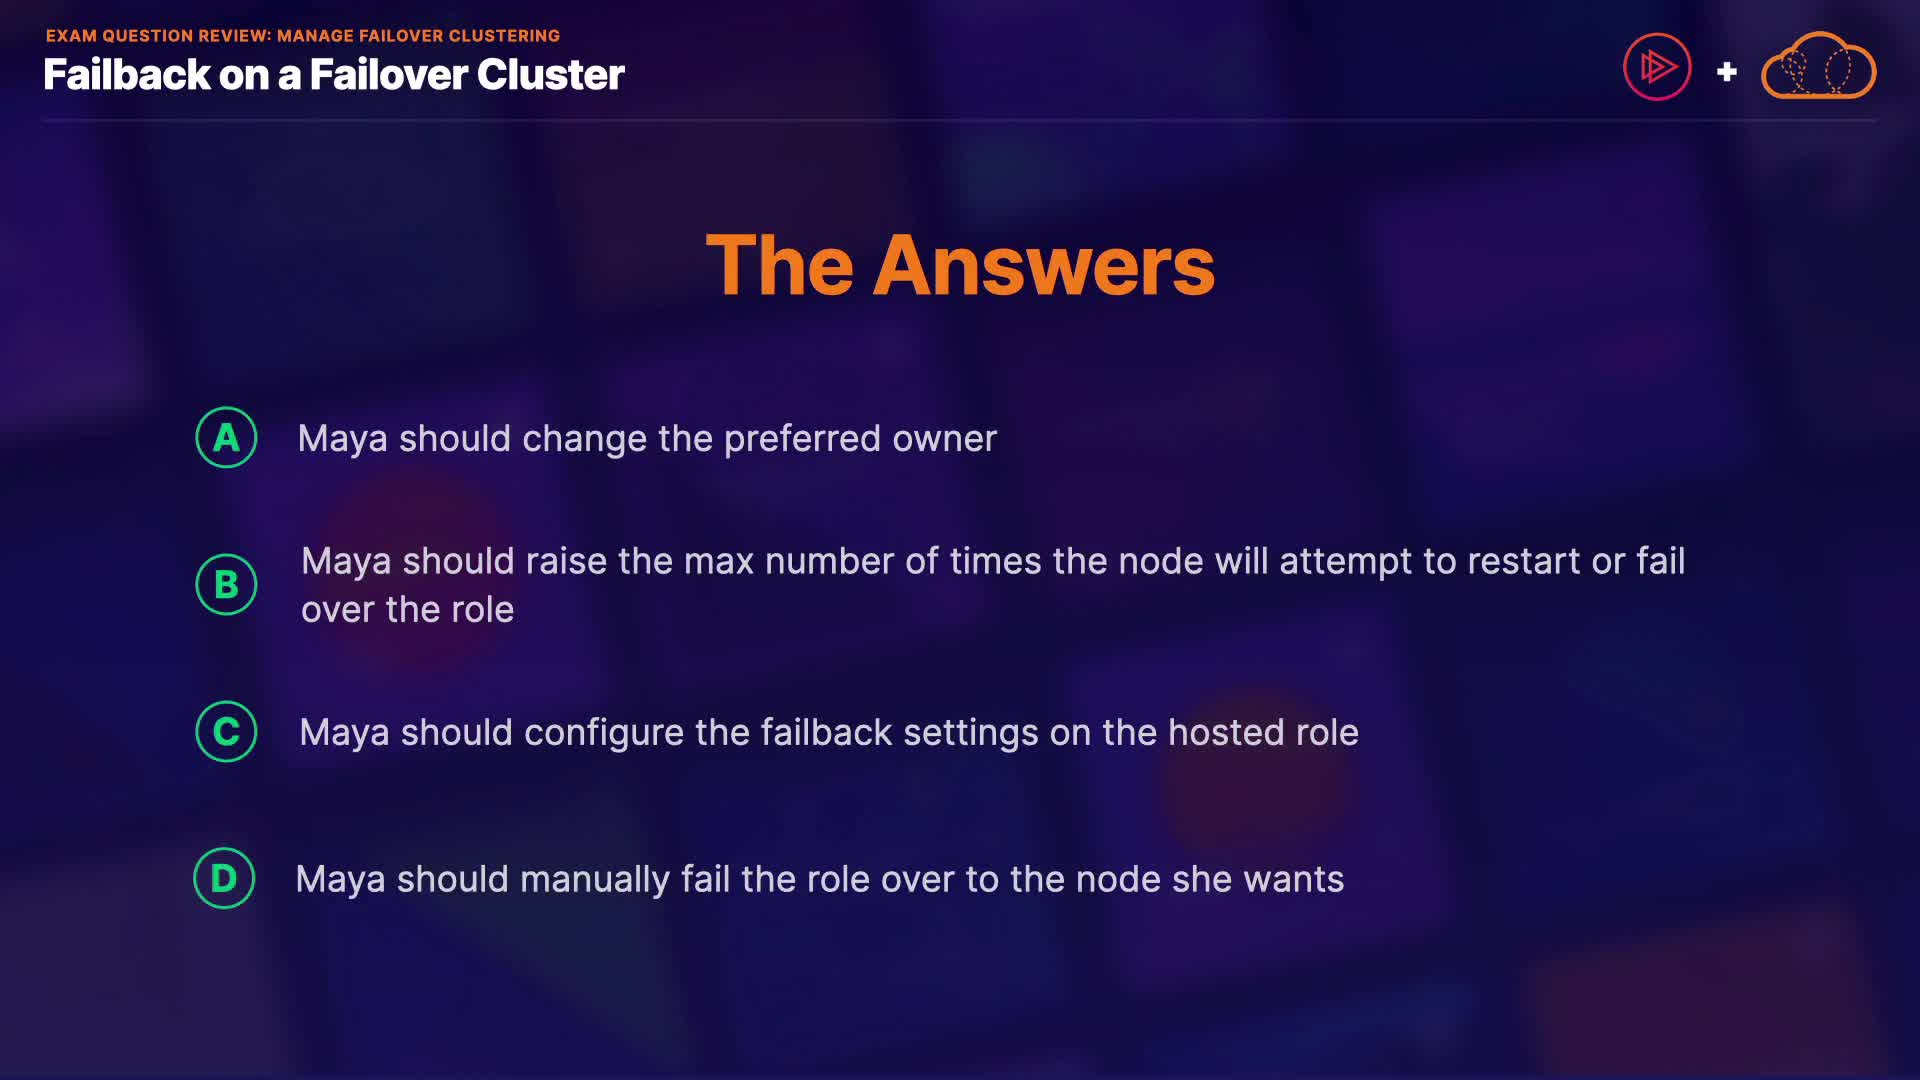 EXAM QUESTION REVIEW: MANAGE FAILOVER CLUSTERING
Failback on a Failover Cluster
+
The Answers
A Maya should change the preferred owner
B Maya should raise the max number of times the node will attempt to restart or fail
over the role
C Maya should configure the failback settings on the hosted role
D Maya should manually fail the role over to the node she wants